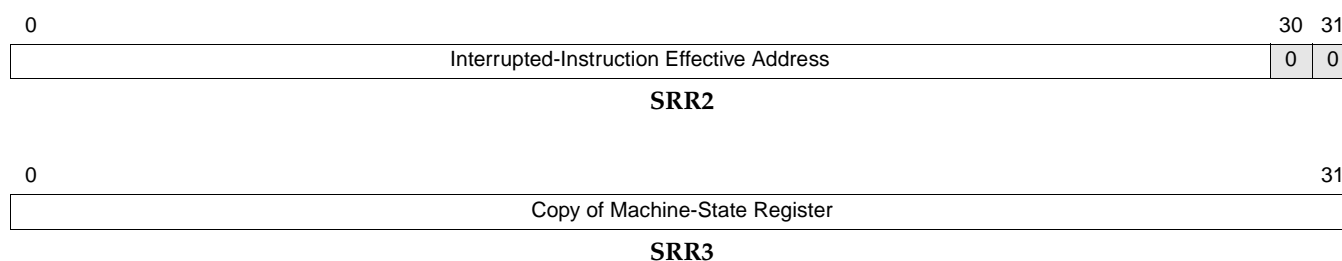 0 30 31
Interrupted-Instruction Effective Address 0 0
SRR2
0 31
Copy of Machine-State Register
SRR3